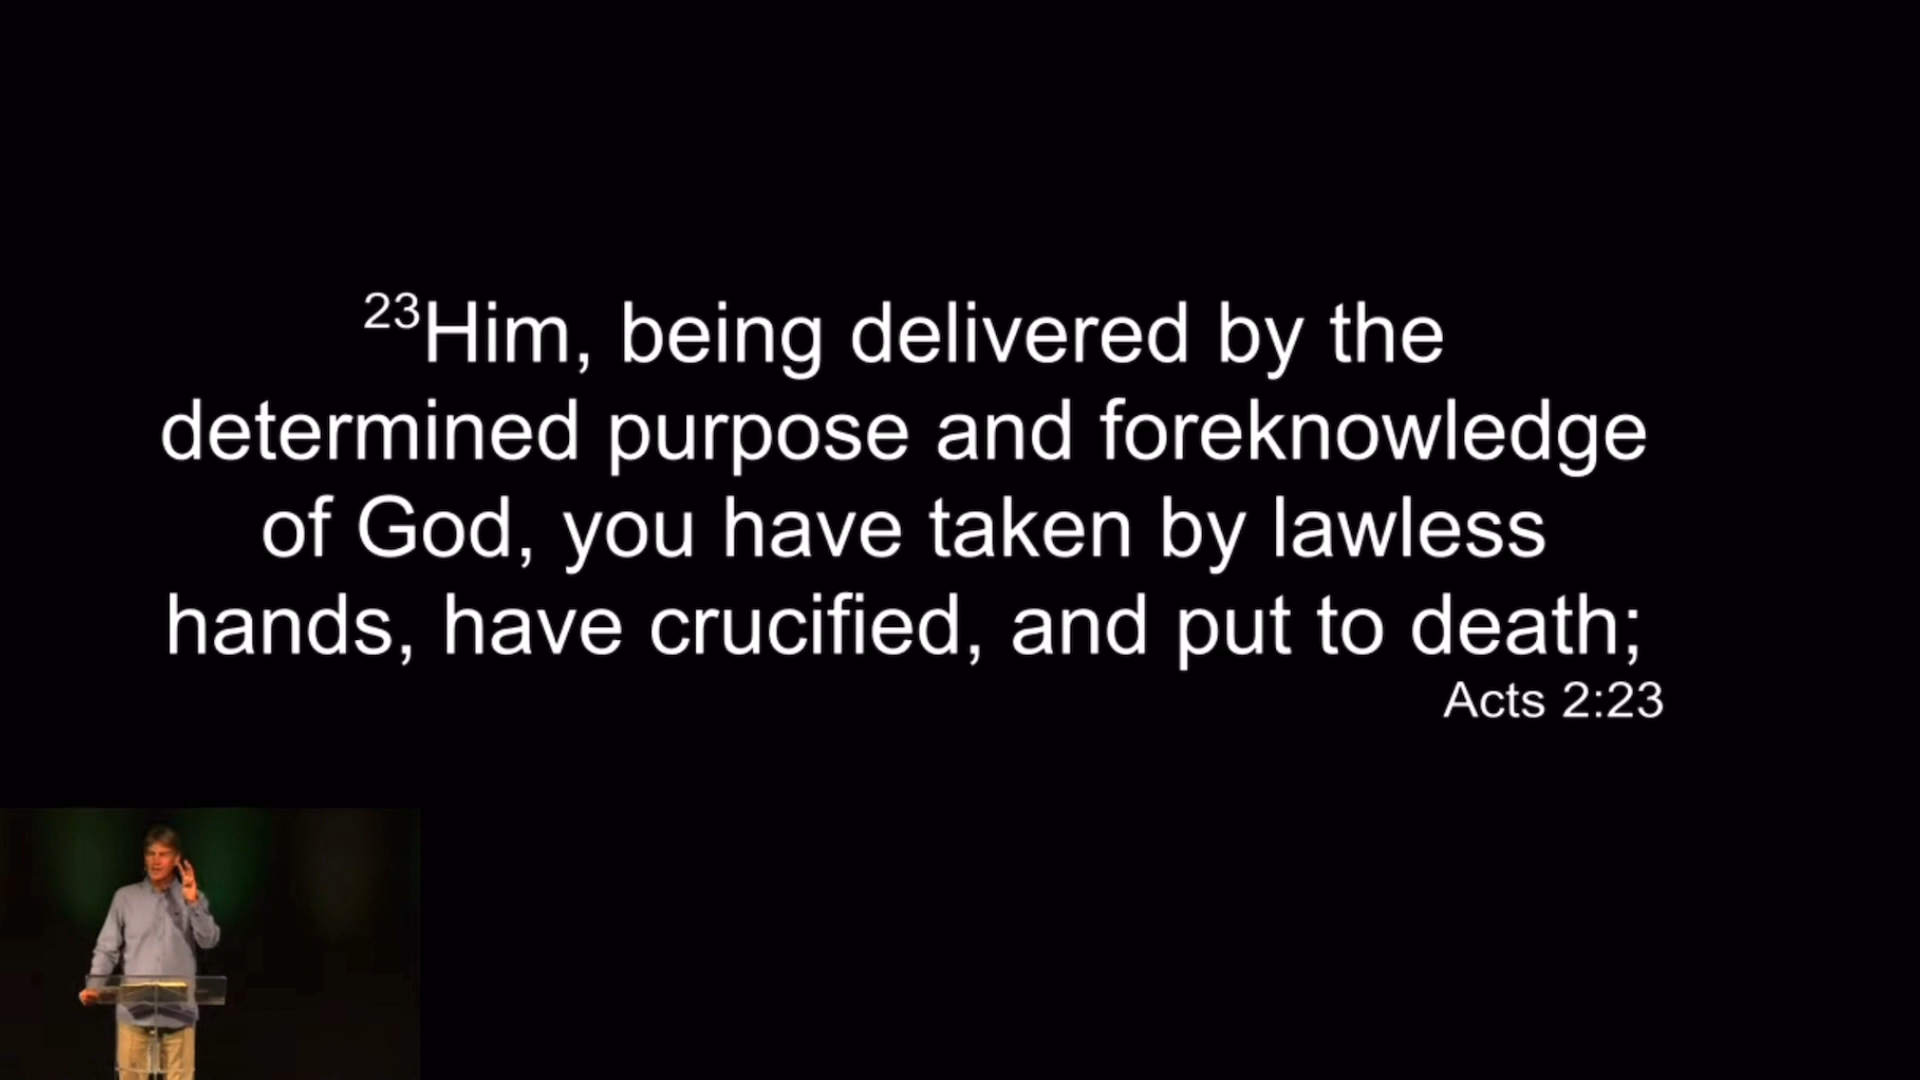 23Him, being delivered by the
determined purpose and foreknowledge
of God, you have taken by lawless
hands, have crucified, and put to death;
Acts 2:23